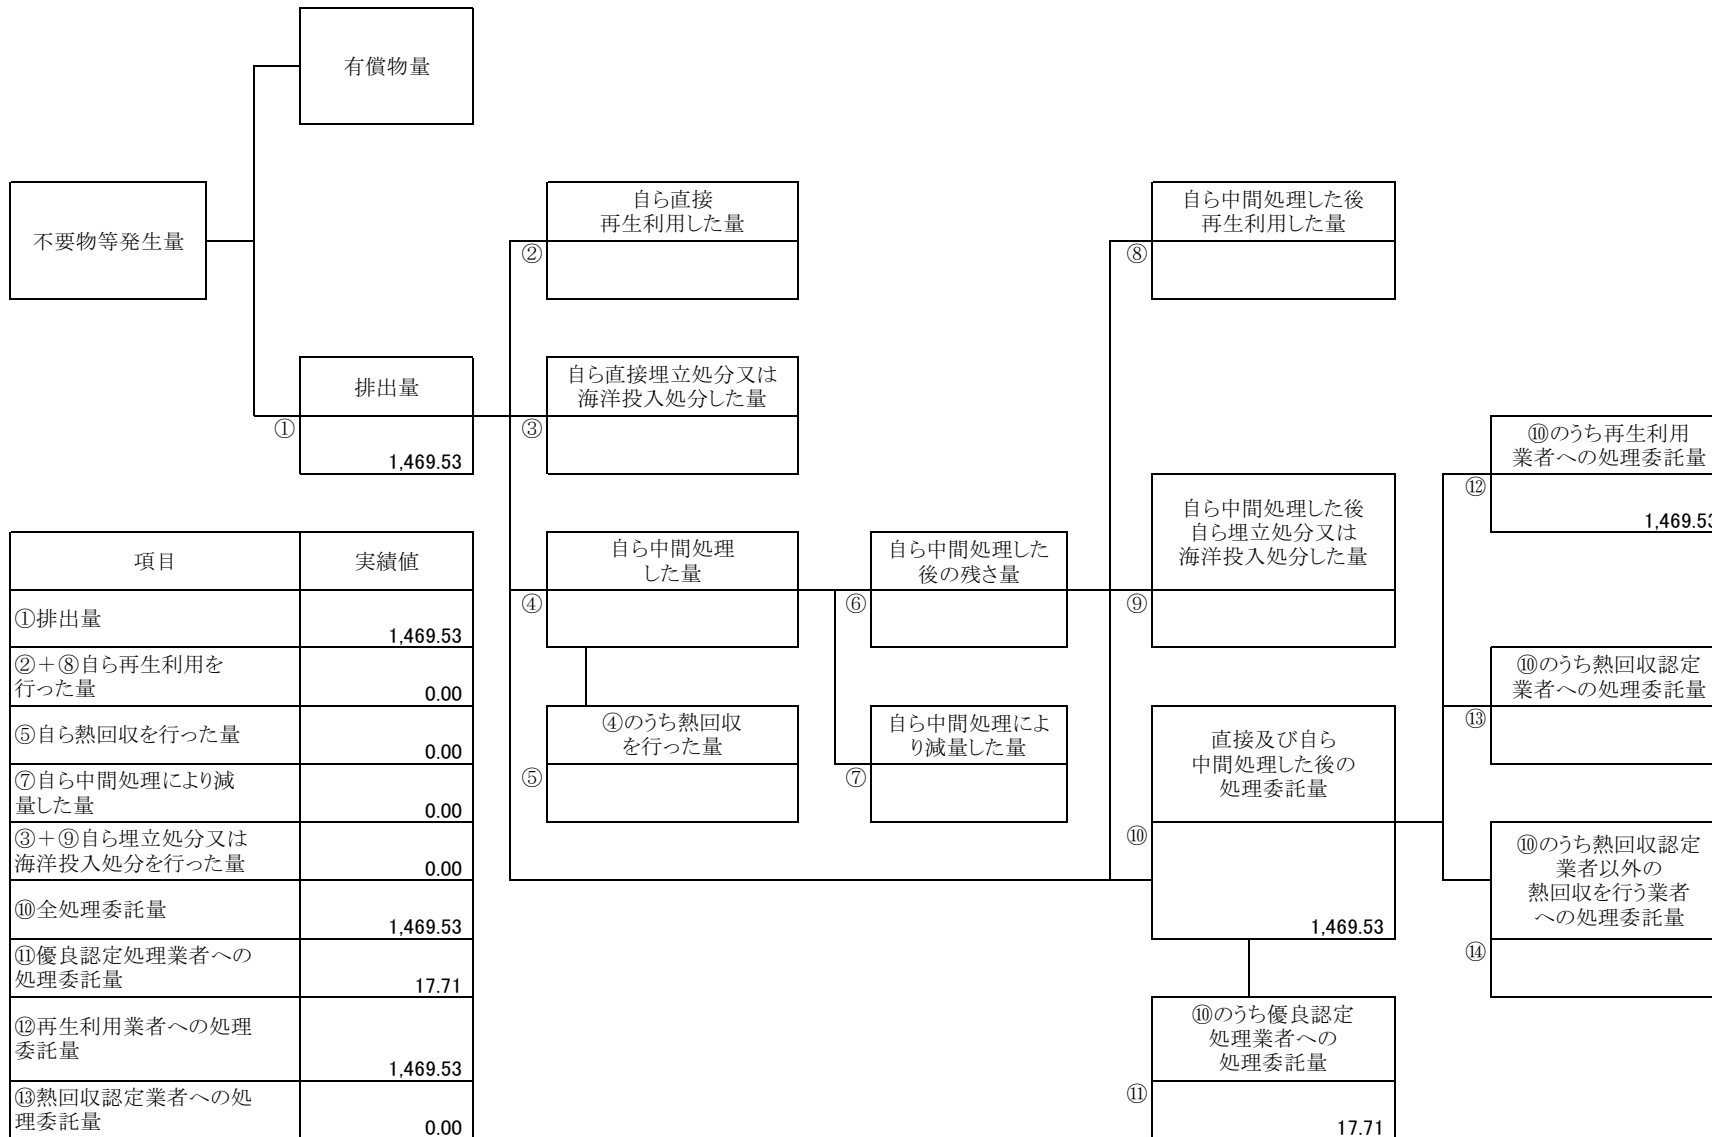 有償物量
不要物等発生量
自ら直接
再生利用した量
②
自ら中間処理した後
再生利用した量
⑧
排出量
①
1,469.53
自ら直接埋立処分又は
海洋投入処分した量
③
⑩のうち再生利用
業者への処理委託量
⑫
1,469.53
自ら中間処理した後
自ら埋立処分又は
海洋投入処分した量
⑨
自ら中間処理
した量
④
自ら中間処理した
後の残さ量
⑥
⑩のうち熱回収認定
業者への処理委託量
⑬
④のうち熱回収
を行った量
⑤
自ら中間処理によ
り減量した量
⑦
直接及び自ら
中間処理した後の
処理委託量
⑩
1,469.53
⑩のうち熱回収認定
業者以外の
熱回収を行う業者
への処理委託量
⑭
⑩のうち優良認定
処理業者への
処理委託量
⑪
17.71
項目 実績値
①排出量
1,469.53
②+⑧自ら再生利用を
行った量
0.00
⑤自ら熱回収を行った量
0.00
⑦自ら中間処理により減
量した量
0.00
③+⑨自ら埋立処分又は
海洋投入処分を行った量
0.00
⑩全処理委託量
1,469.53
⑪優良認定処理業者への
処理委託量
17.71
⑫再生利用業者への処理
委託量
1,469.53
⑬熱回収認定業者への処
理委託量
0.00